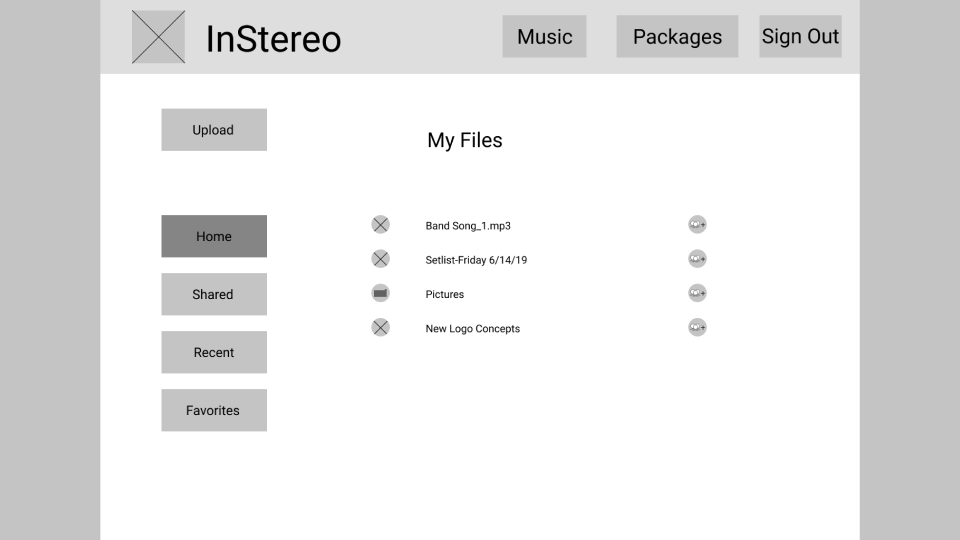 InStereo
Music
Packages
Sign Out
Upload
My Files
Home
Shared
Recent
Favorites
Band Song_1.mp3
Setlist-Friday 6/14/19
Pictures
New Logo Concepts